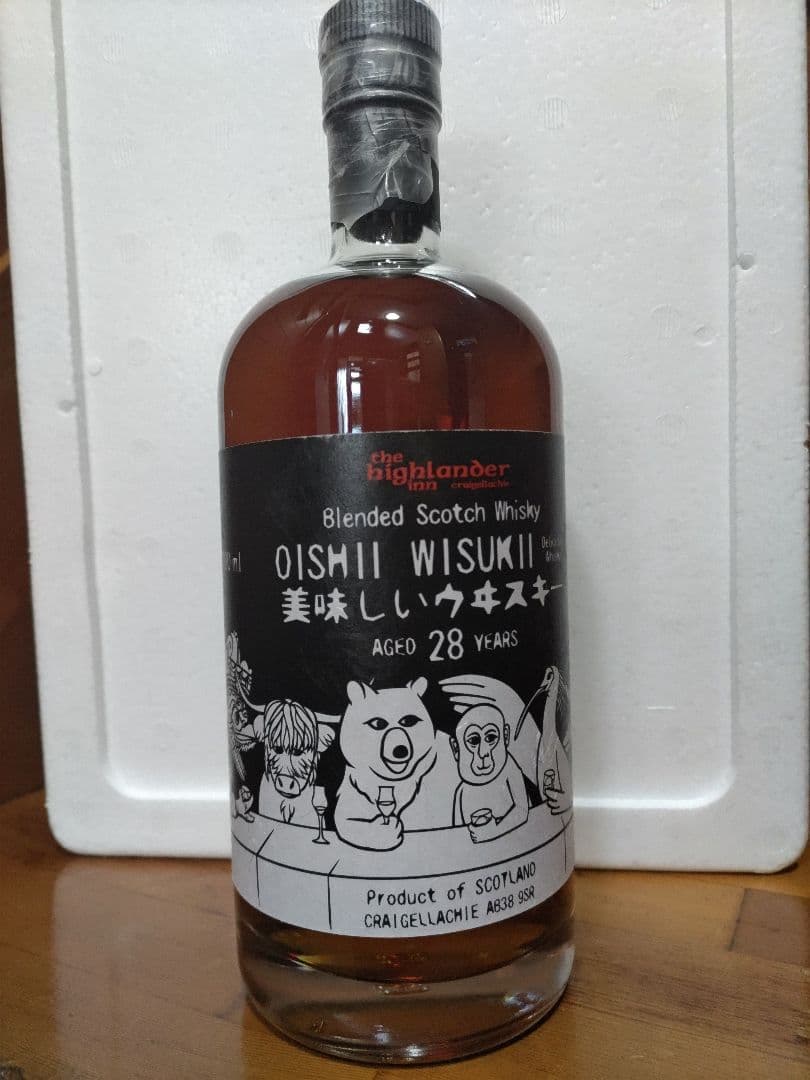 the
highlander
inn craigellachie
Blended Scotch Whisky
OISHII WISUKII
ml
美味しいウヰスキー
AGED 28 YEARS
Product of SCOTLAND
CRAIGELLACHIE AB38 9SR